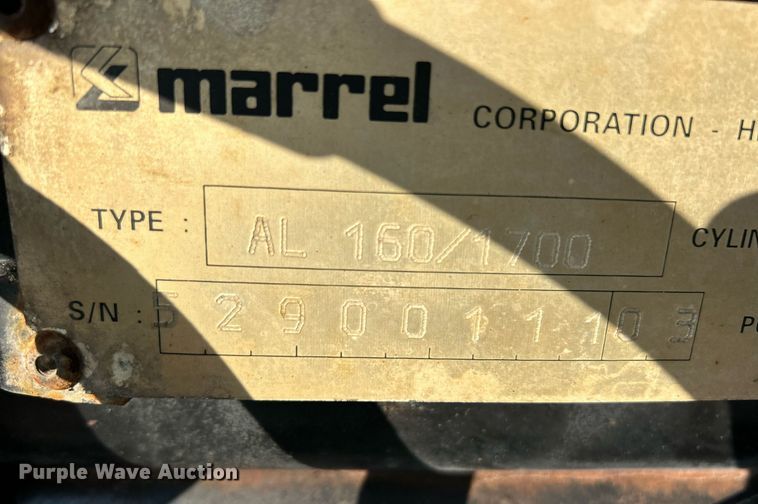 marrel CORPORATION - H
TYPE : AL 160/1700 CYLIN
S/N : 5 2 9 0 0 1 1 1 0 3
Purple Wave Auction